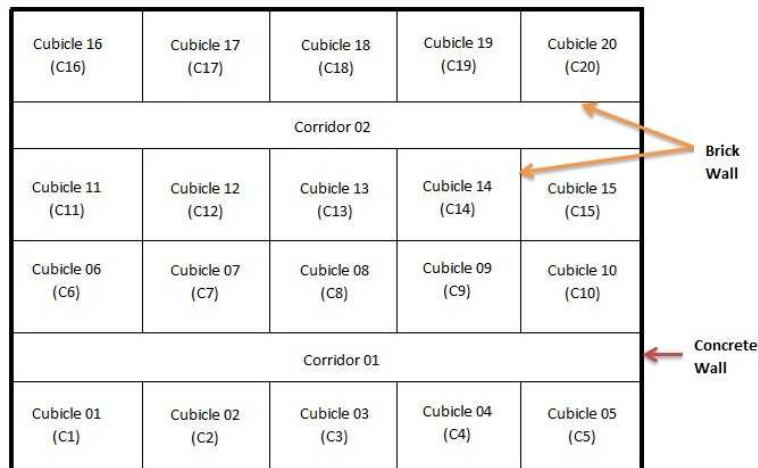 Cubicle 16
(C16)
Cubicle 17
(C17)
Cubicle 18
(C18)
Cubicle 19
(C19)
Cubicle 20
(C20)
Corridor 02
Brick
Wall
Cubicle 11
(C11)
Cubicle 12
(C12)
Cubicle 13
(C13)
Cubicle 14
(C14)
Cubicle 15
(C15)
Cubicle 06
(C6)
Cubicle 07
(C7)
Cubicle 08
(C8)
Cubicle 09
(C9)
Cubicle 10
(C10)
Corridor 01
Concrete
Wall
Cubicle 01
(C1)
Cubicle 02
(C2)
Cubicle 03
(C3)
Cubicle 04
(C4)
Cubicle 05
(C5)